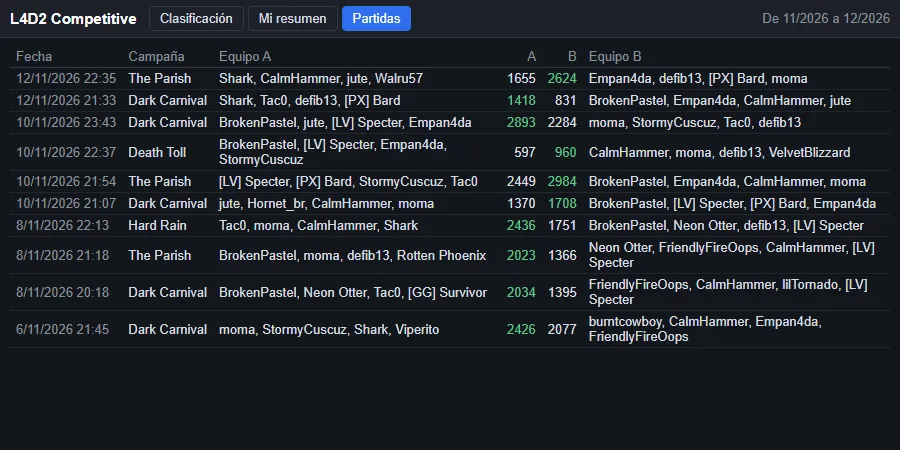 L4D2 Competitive Clasificación Mi resumen Partidas De 11/2026 a 12/2026
Fecha Campaña Equipo A A B Equipo B
12/11/2026 22:35 The Parish Shark, CalmHammer, jute, Walru57 1655 2624 Empan4da, defib13, [PX] Bard, moma
12/11/2026 21:33 Dark Carnival Shark, Tac0, defib13, [PX] Bard 1418 831 BrokenPastel, Empan4da, CalmHammer, jute
10/11/2026 23:43 Dark Carnival BrokenPastel, jute, [LV] Specter, Empan4da 2893 2284 moma, StormyCuscuz, Tac0, defib13
10/11/2026 22:37 Death Toll BrokenPastel, [LV] Specter, Empan4da,
StormyCuscuz 597 960 CalmHammer, moma, defib13, VelvetBlizzard
10/11/2026 21:54 The Parish [LV] Specter, [PX] Bard, StormyCuscuz, Tac0 2449 2984 BrokenPastel, Empan4da, CalmHammer, moma
10/11/2026 21:07 Dark Carnival jute, Hornet_br, CalmHammer, moma 1370 1708 BrokenPastel, [LV] Specter, [PX] Bard, Empan4da
8/11/2026 22:13 Hard Rain Tac0, moma, CalmHammer, Shark 2436 1751 BrokenPastel, Neon Otter, defib13, [LV] Specter
8/11/2026 21:18 The Parish BrokenPastel, moma, defib13, Rotten Phoenix 2023 1366 Neon Otter, FriendlyFireOops, CalmHammer, [LV]
Specter
8/11/2026 20:18 Dark Carnival BrokenPastel, Neon Otter, Tac0, [GG] Survivor 2034 1395 FriendlyFireOops, CalmHammer, lilTornado, [LV]
Specter
6/11/2026 21:45 Dark Carnival moma, StormyCuscuz, Shark, Viperito 2426 2077 burntcowboy, CalmHammer, Empan4da,
FriendlyFireOops